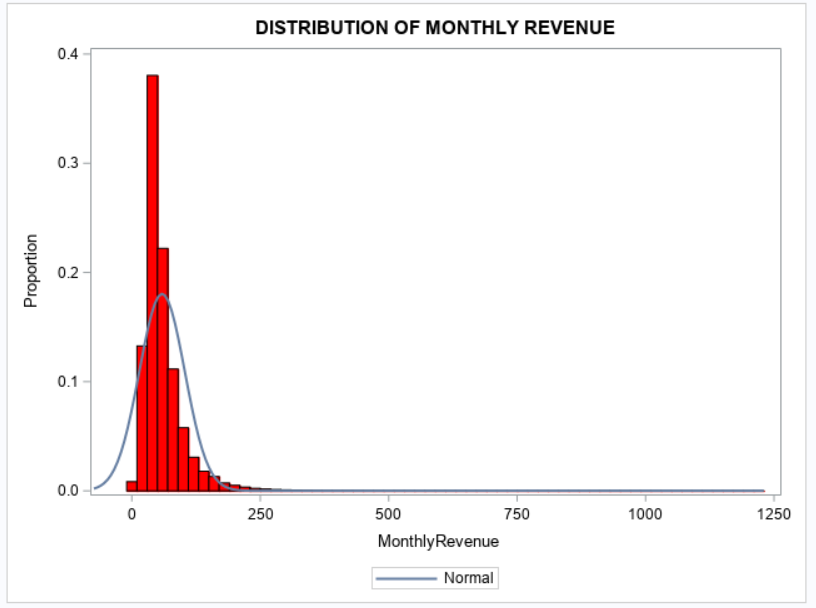 DISTRIBUTION OF MONTHLY REVENUE
0.4
0.3
0.2
0.1
0.0
Proportion
0 250 500 750 1000 1250
MonthlyRevenue
Normal